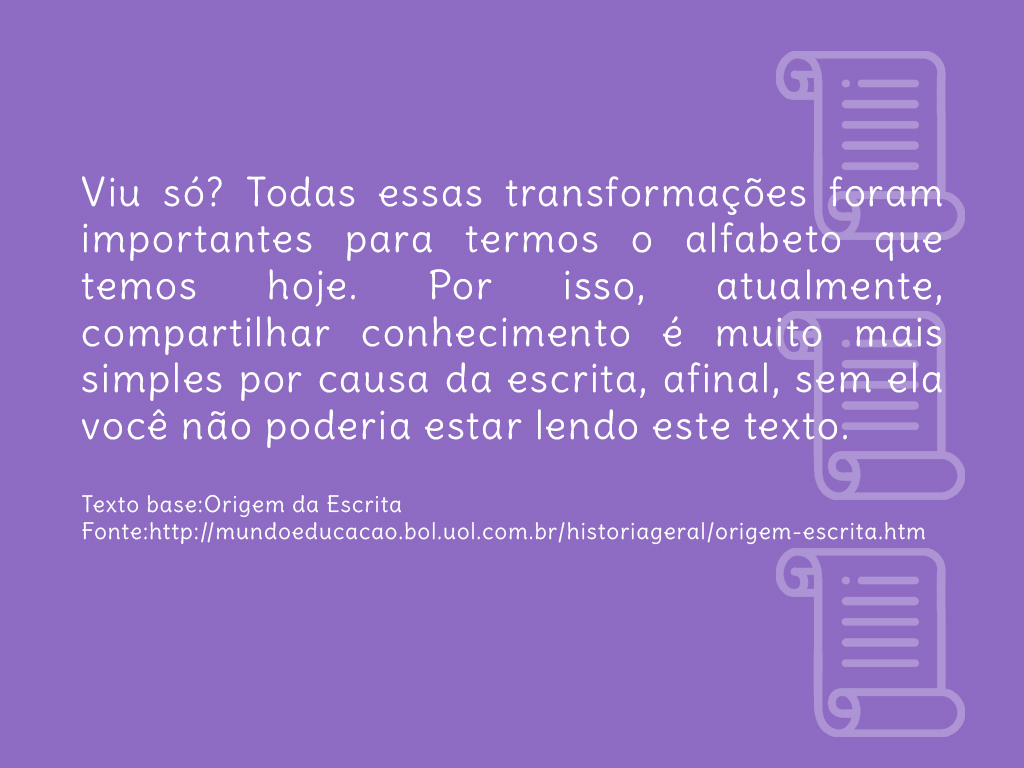 Viu só? Todas essas transformações foram
importantes para termos o alfabeto que
temos hoje. Por isso, atualmente,
compartilhar conhecimento é muito mais
simples por causa da escrita, afinal, sem ela
você não poderia estar lendo este texto.
Texto base:Origem da Escrita
Fonte:http://mundoeducacao.bol.uol.com.br/historiageral/origem-escrita.htm